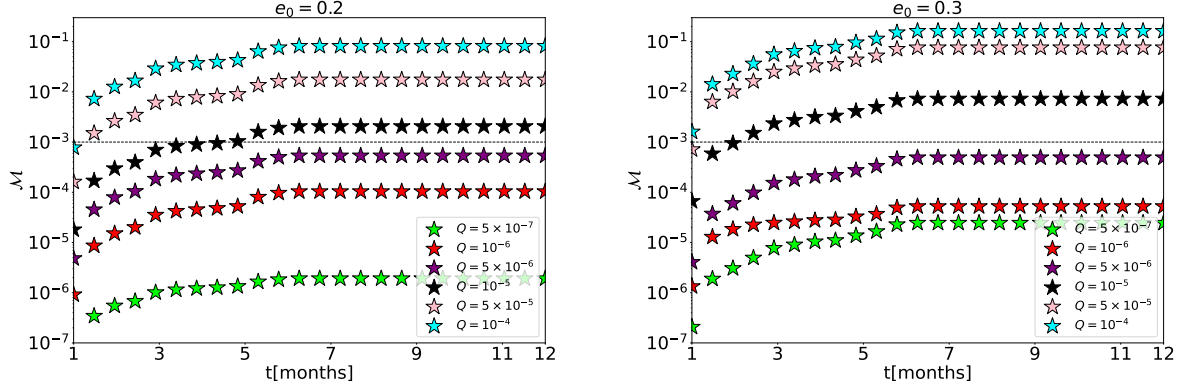 e₀ = 0.2
10⁻¹
10⁻²
10⁻³
10⁻⁴
10⁻⁵
10⁻⁶
10⁻⁷
ℳ
1 3 5 7 9 11 12
t[months]
Q = 5 × 10⁻⁷
Q = 10⁻⁶
Q = 5 × 10⁻⁶
Q = 10⁻⁵
Q = 5 × 10⁻⁵
Q = 10⁻⁴
e₀ = 0.3
10⁻¹
10⁻²
10⁻³
10⁻⁴
10⁻⁵
10⁻⁶
10⁻⁷
ℳ
1 3 5 7 9 11 12
t[months]
Q = 5 × 10⁻⁷
Q = 10⁻⁶
Q = 5 × 10⁻⁶
Q = 10⁻⁵
Q = 5 × 10⁻⁵
Q = 10⁻⁴